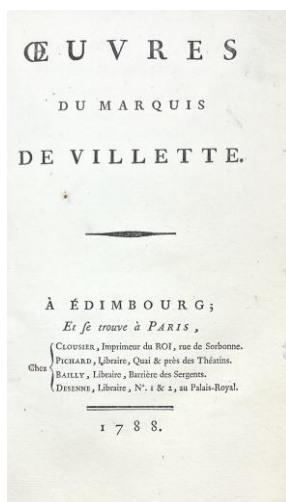 ŒUVRES
DU MARQUIS
DE VILLETTE.
À ÉDIMBOURG;
Et ſe trouve à PARIS,
Chez
CLOUSIER, Imprimeur du ROI, rue de Sorbonne.
PICHARD, Libraire, Quai & près des Théatins.
BAILLY, Libraire, Barrière des Sergens.
DESENNE, Libraire, N°. 1 & 2, au Palais-Royal.
1788.